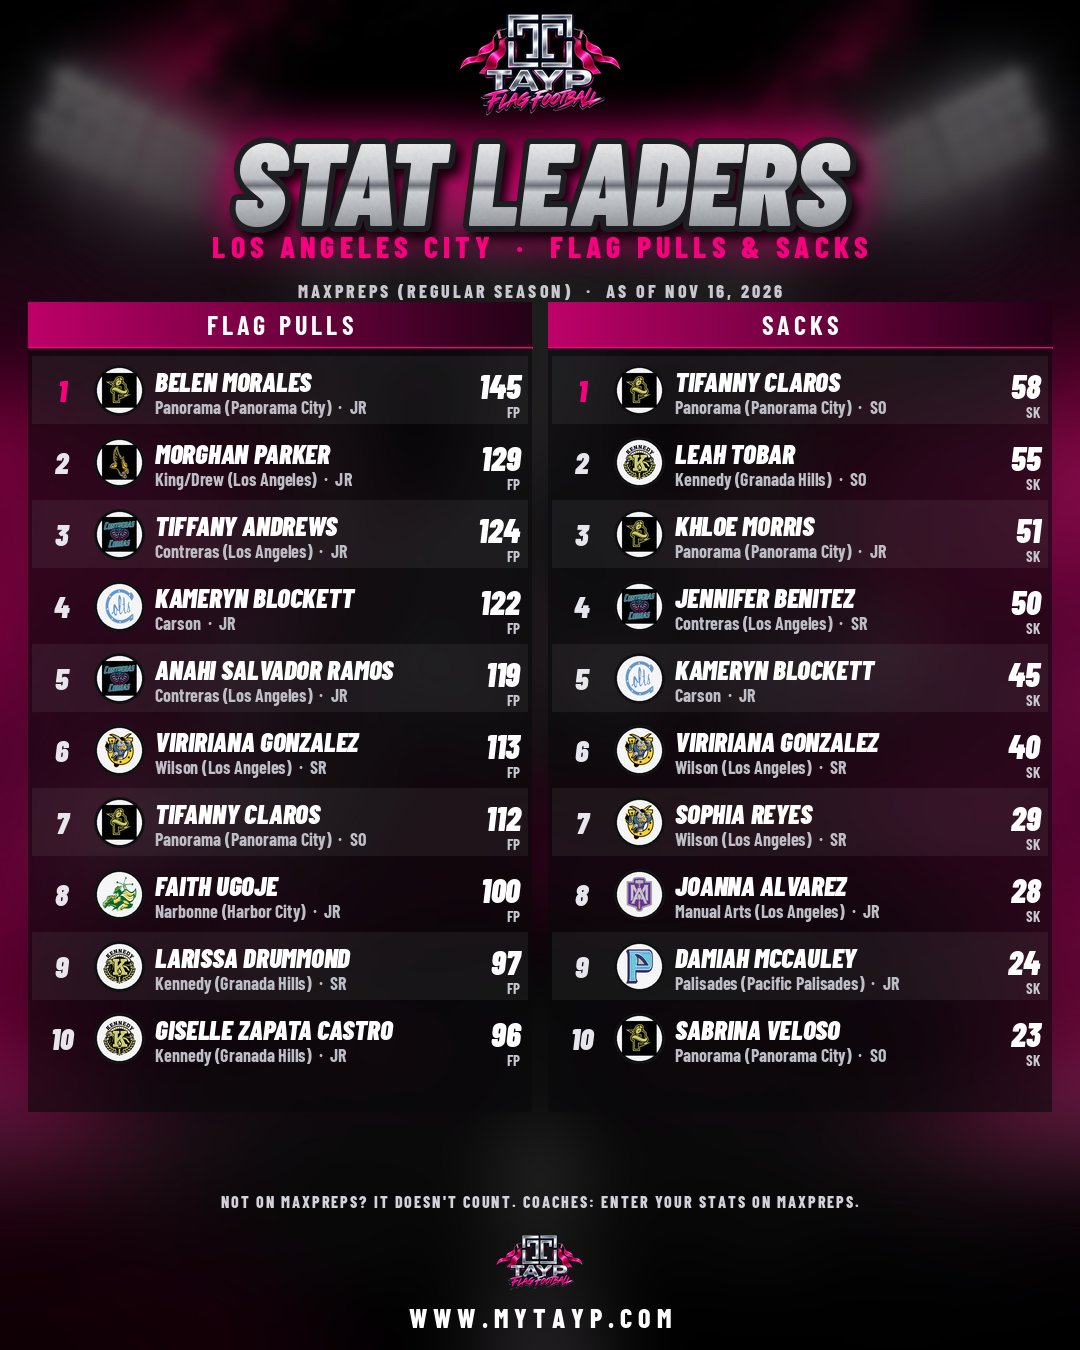 TAYP
FLAG FOOTBALL
STAT LEADERS
LOS ANGELES CITY · FLAG PULLS & SACKS
MAXPREPS (REGULAR SEASON) · AS OF NOV 16, 2026
FLAG PULLS
1 BELEN MORALES 145
Panorama (Panorama City) · JR FP
2 MORGHAN PARKER 129
King/Drew (Los Angeles) · JR FP
3 TIFFANY ANDREWS 124
Contreras (Los Angeles) · JR FP
4 KAMERYN BLOCKETT 122
Carson · JR FP
5 ANAHI SALVADOR RAMOS 119
Contreras (Los Angeles) · JR FP
6 VIRIRIANA GONZALEZ 113
Wilson (Los Angeles) · SR FP
7 TIFANNY CLAROS 112
Panorama (Panorama City) · SO FP
8 FAITH UGOJE 100
Narbonne (Harbor City) · JR FP
9 LARISSA DRUMMOND 97
Kennedy (Granada Hills) · SR FP
10 GISELLE ZAPATA CASTRO 96
Kennedy (Granada Hills) · JR FP
SACKS
1 TIFANNY CLAROS 58
Panorama (Panorama City) · SO SK
2 LEAH TOBAR 55
Kennedy (Granada Hills) · SO SK
3 KHLOE MORRIS 51
Panorama (Panorama City) · JR SK
4 JENNIFER BENITEZ 50
Contreras (Los Angeles) · SR SK
5 KAMERYN BLOCKETT 45
Carson · JR SK
6 VIRIRIANA GONZALEZ 40
Wilson (Los Angeles) · SR SK
7 SOPHIA REYES 29
Wilson (Los Angeles) · SR SK
8 JOANNA ALVAREZ 28
Manual Arts (Los Angeles) · JR SK
9 DAMIAH MCCAULEY 24
Palisades (Pacific Palisades) · JR SK
10 SABRINA VELOSO 23
Panorama (Panorama City) · SO SK
NOT ON MAXPREPS? IT DOESN'T COUNT. COACHES: ENTER YOUR STATS ON MAXPREPS.
TAYP
FLAG FOOTBALL
WWW.MYTAYP.COM